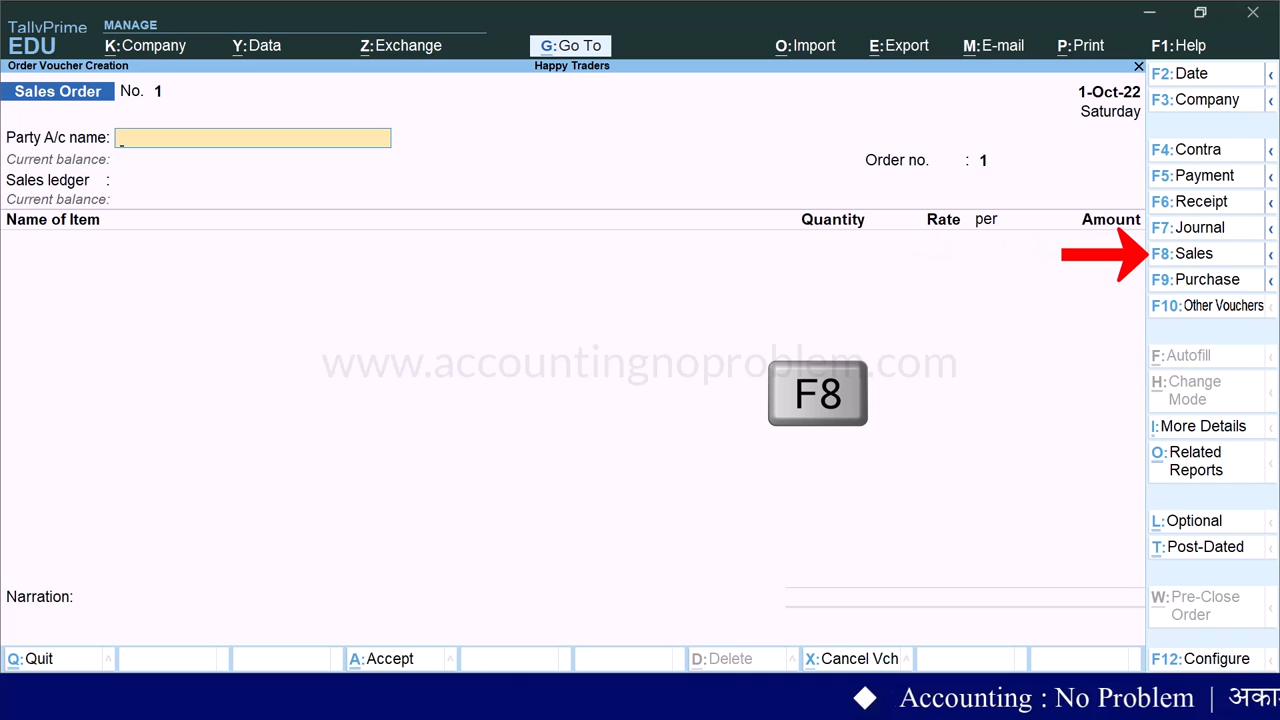 TallyPrime
EDU
MANAGE
K:Company
Y:Data
Z:Exchange
G:Go To
O:Import
E:Export
M:E-mail
P:Print
F1:Help
Order Voucher Creation
Happy Traders
Sales Order No. 1
1-Oct-22
Saturday
Party A/c name:
Current balance:
Order no. : 1
Sales ledger :
Current balance:
Name of Item
Quantity
Rate per
Amount
www.accountingnoproblem.com
F8
Narration:
F2:Date
F3:Company
F4:Contra
F5:Payment
F6:Receipt
F7:Journal
F8:Sales
F9:Purchase
F10:Other Vouchers
F:Autofill
H:Change
Mode
I:More Details
O:Related
Reports
L:Optional
T:Post-Dated
W:Pre-Close
Order
Q:Quit
A:Accept
D:Delete
X:Cancel Vch
F12:Configure
◆ Accounting : No Problem |